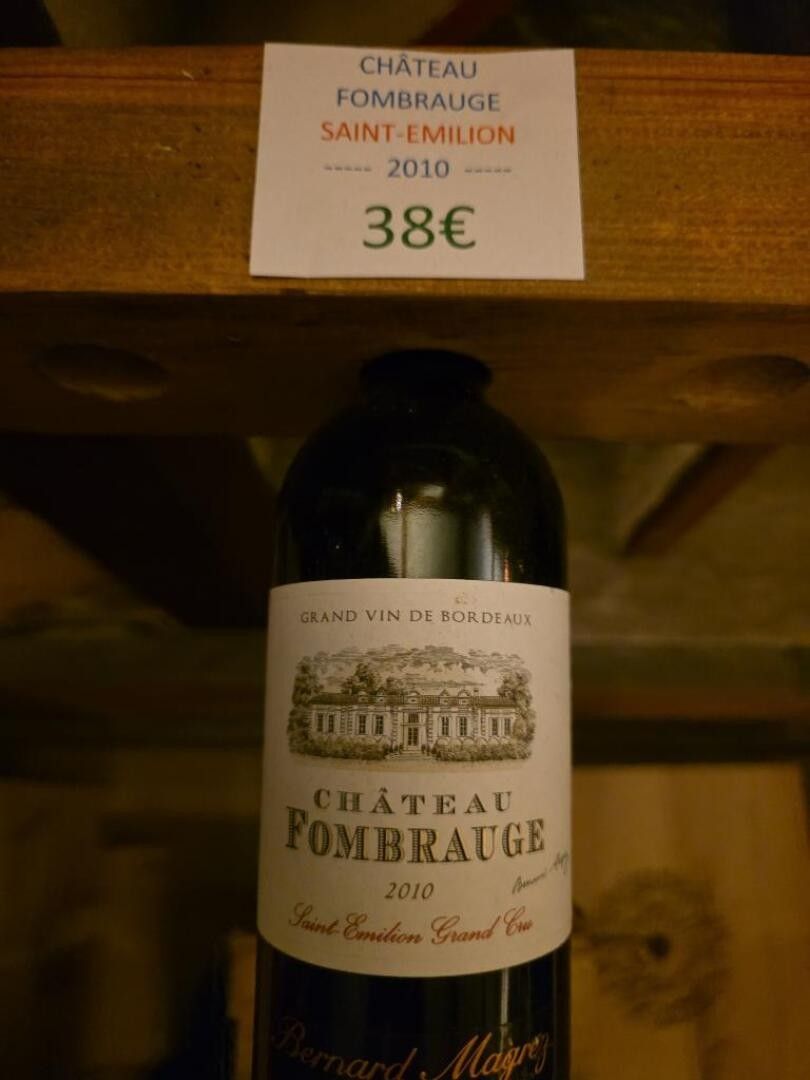 CHÂTEAU
FOMBRAUGE
SAINT-EMILION
----- 2010 -----
38€
GRAND VIN DE BORDEAUX
CHÂTEAU
FOMBRAUGE
2010
Saint-Emilion Grand Cru
Bernard Magrez